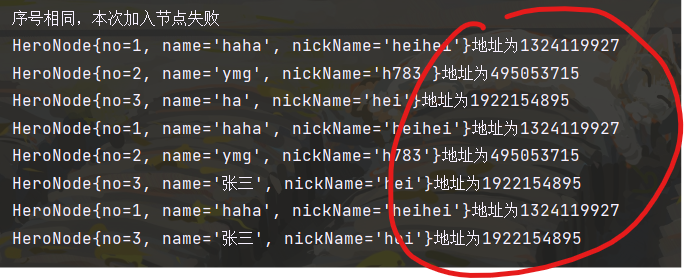 序号相同，本次加入节点失败
HeroNode{no=1, name='haha', nickName='heihei'}地址为1324119927
HeroNode{no=2, name='ymg', nickName='h783'}地址为495053715
HeroNode{no=3, name='ha', nickName='hei'}地址为1922154895
HeroNode{no=1, name='haha', nickName='heihei'}地址为1324119927
HeroNode{no=2, name='ymg', nickName='h783'}地址为495053715
HeroNode{no=3, name='张三', nickName='hei'}地址为1922154895
HeroNode{no=1, name='haha', nickName='heihei'}地址为1324119927
HeroNode{no=3, name='张三', nickName='hei'}地址为1922154895